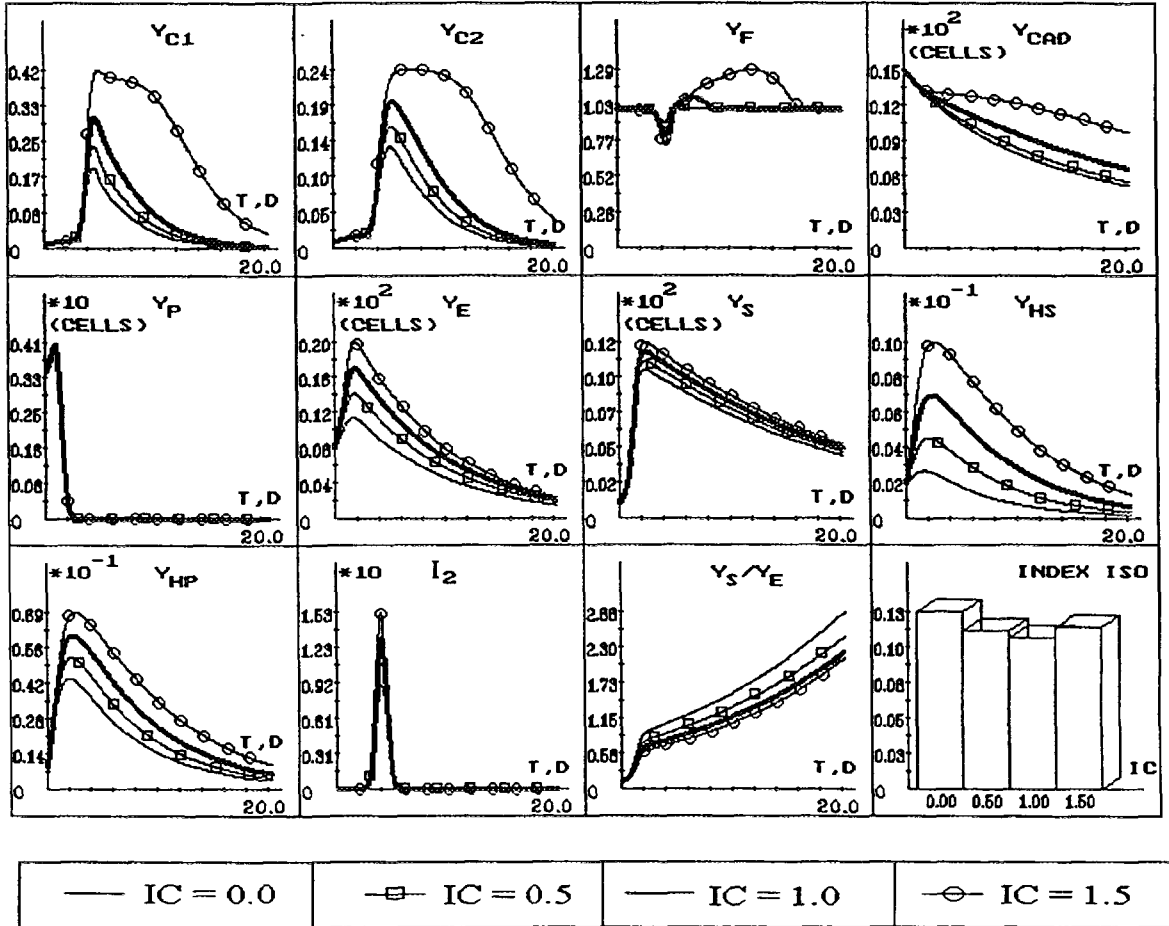 Y_C1
0.42
0.33
0.25
0.17
0.08
0
T,D
20.0
Y_C2
0.24
0.19
0.14
0.10
0.05
0
T,D
20.0
Y_F
1.29
1.03
0.77
0.52
0.26
0
T,D
20.0
*10^2
(CELLS)
Y_CAD
0.15
0.12
0.09
0.06
0.03
0
T,D
20.0
*10
(CELLS)
Y_P
0.41
0.33
0.25
0.16
0.08
0
T,D
20.0
*10^2
(CELLS)
Y_E
0.20
0.16
0.12
0.08
0.04
0
T,D
20.0
*10^2
(CELLS)
Y_S
0.12
0.10
0.07
0.05
0.02
0
T,D
20.0
*10^-1
Y_HS
0.10
0.08
0.06
0.04
0.02
0
T,D
20.0
*10^-1
Y_HP
0.69
0.56
0.42
0.28
0.14
0
T,D
20.0
*10
I_2
1.53
1.23
0.92
0.61
0.31
0
T,D
20.0
Y_S/Y_E
2.88
2.30
1.73
1.15
0.58
0
T,D
20.0
INDEX ISO
0.13
0.10
0.08
0.05
0.03
0
0.00 0.50 1.00 1.50
IC
IC = 0.0
IC = 0.5
IC = 1.0
IC = 1.5